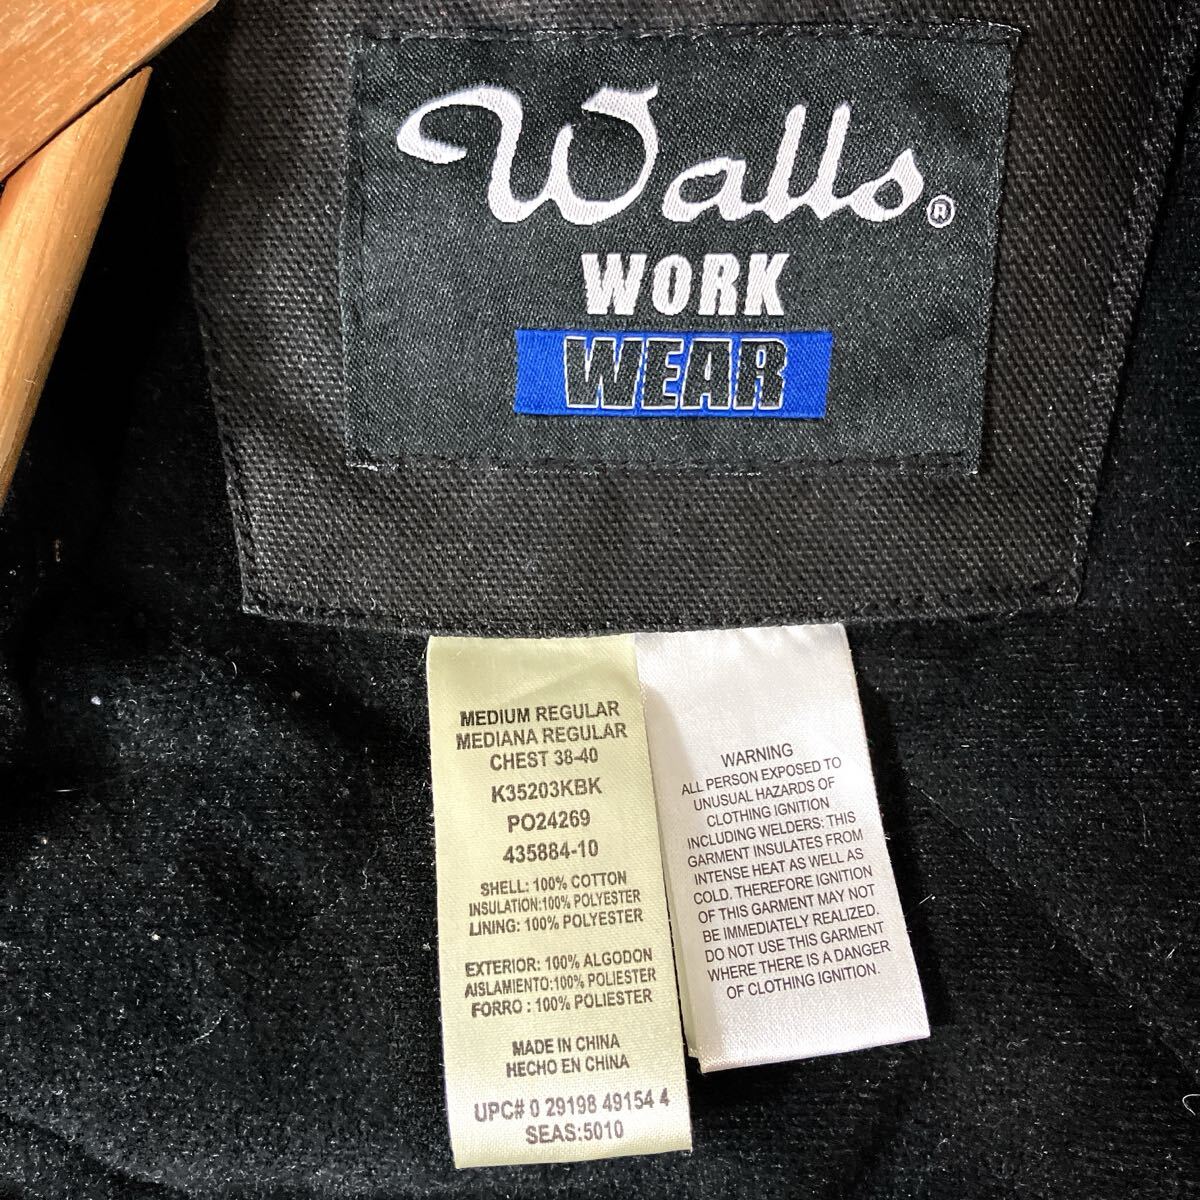 Walls®
WORK
WEAR
MEDIUM REGULAR
MEDIANA REGULAR
CHEST 38-40
K35203KBK
PO24269
435884-10
SHELL: 100% COTTON
INSULATION:100% POLYESTER
LINING: 100% POLYESTER
EXTERIOR: 100% ALGODON
AISLAMIENTO:100% POLIESTER
FORRO : 100% POLIESTER
MADE IN CHINA
HECHO EN CHINA
UPC# 0 29198 49154 4
SEAS:5010
WARNING
ALL PERSON EXPOSED TO
UNUSUAL HAZARDS OF
CLOTHING IGNITION
INCLUDING WELDERS: THIS
GARMENT INSULATES FROM
INTENSE HEAT AS WELL AS
COLD. THEREFORE IGNITION
OF THIS GARMENT MAY NOT
BE IMMEDIATELY REALIZED.
DO NOT USE THIS GARMENT
WHERE THERE IS A DANGER
OF CLOTHING IGNITION.